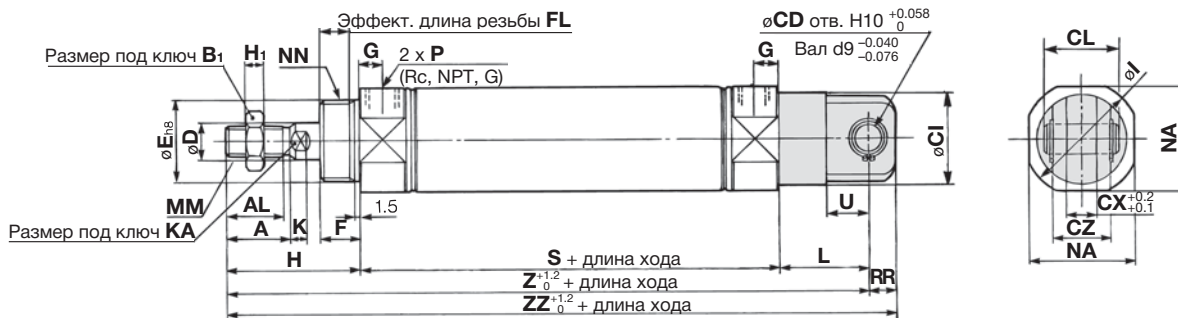 Эффект. длина резьбы FL
øCD отв. H10 +0.058 0
Вал d9 −0.040 −0.076
Размер под ключ B1
H1
NN
G
2 x P
(Rc, NPT, G)
G
CL
øI
øEh8
øD
øCI
NA
MM
AL
K
1.5
U
CX +0.2 +0.1
Размер под ключ KA
A
F
CZ
H
S + длина хода
L
NA
Z +1.2 0 + длина хода
RR
ZZ +1.2 0 + длина хода